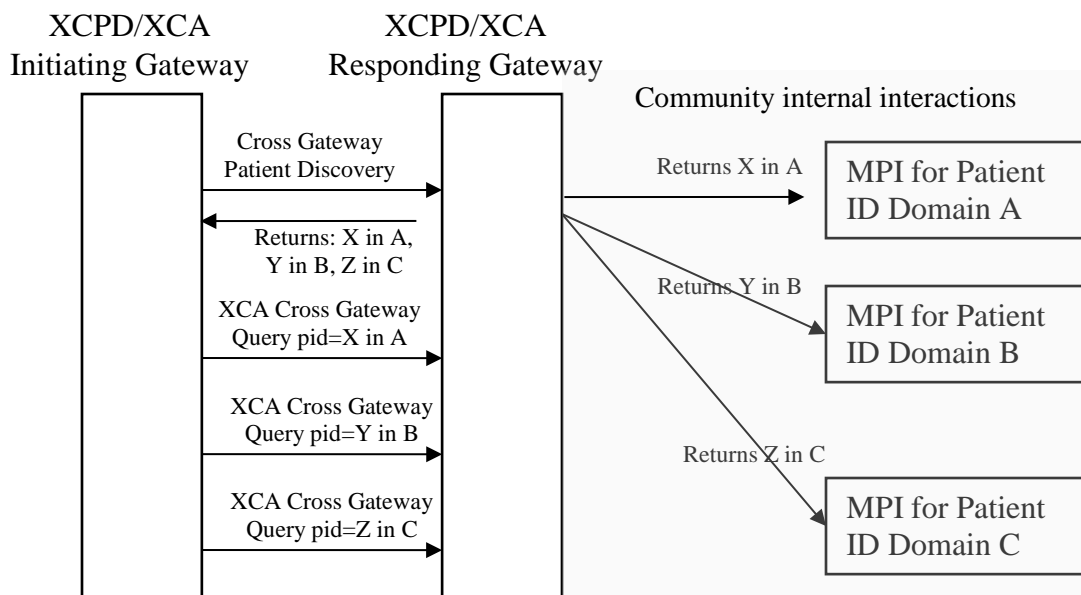 XCPD/XCA
Initiating Gateway
XCPD/XCA
Responding Gateway
Community internal interactions
Cross Gateway
Patient Discovery
Returns: X in A,
Y in B, Z in C
XCA Cross Gateway
Query pid=X in A
XCA Cross Gateway
Query pid=Y in B
XCA Cross Gateway
Query pid=Z in C
Returns X in A
MPI for Patient
ID Domain A
Returns Y in B
MPI for Patient
ID Domain B
Returns Z in C
MPI for Patient
ID Domain C